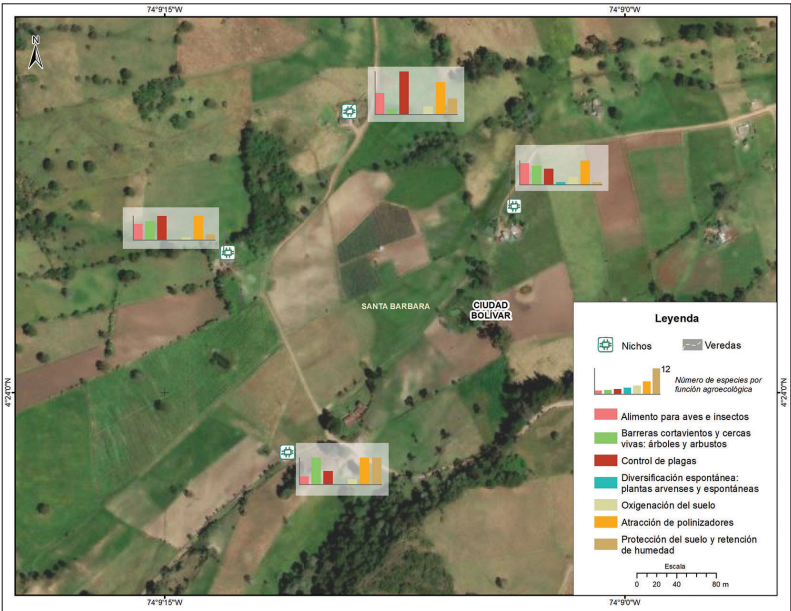 74°9'15"W
74°9'0"W
N
SANTA BARBARA
CIUDAD
BOLÍVAR
4°24'0"N
4°24'0"N
Leyenda
Nichos
Veredas
12
Número de especies por
función agroecológica
Alimento para aves e insectos
Barreras cortavientos y cercas
vivas: árboles y arbustos
Control de plagas
Diversificación espontánea:
plantas arvenses y espontáneas
Oxigenación del suelo
Atracción de polinizadores
Protección del suelo y retención
de humedad
Escala
0 20 40 80 m
74°9'15"W
74°9'0"W